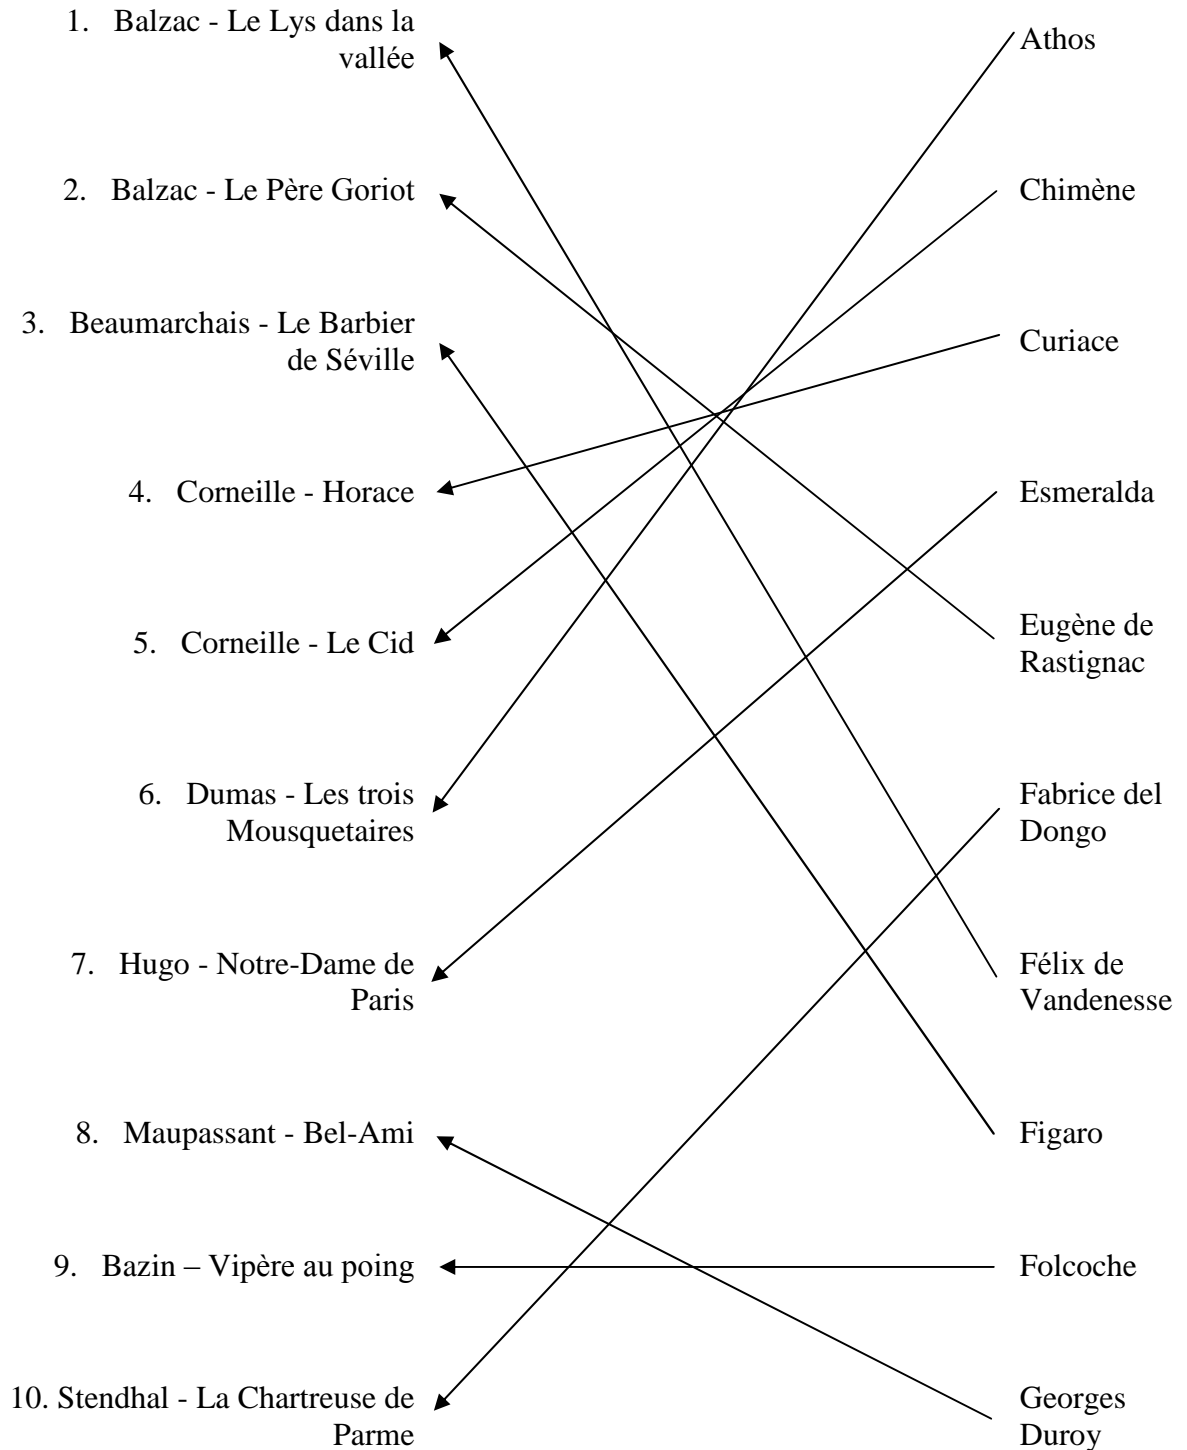 1. Balzac - Le Lys dans la
vallée
Athos
2. Balzac - Le Père Goriot
Chimène
3. Beaumarchais - Le Barbier
de Séville
Curiace
4. Corneille - Horace
Esmeralda
5. Corneille - Le Cid
Eugène de
Rastignac
6. Dumas - Les trois
Mousquetaires
Fabrice del
Dongo
7. Hugo - Notre-Dame de
Paris
Félix de
Vandenesse
8. Maupassant - Bel-Ami
Figaro
9. Bazin – Vipère au poing
Folcoche
10. Stendhal - La Chartreuse de
Parme
Georges
Duroy